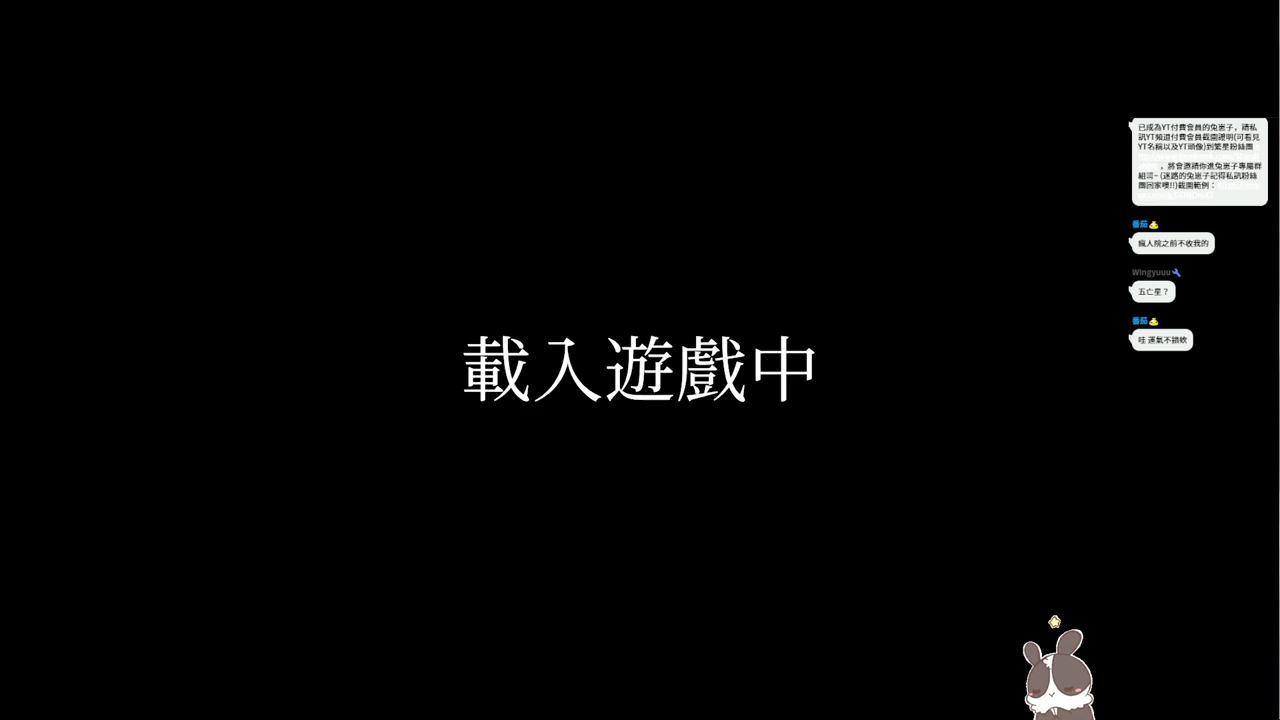 載入遊戲中
已成為YT付費會員的兔崽子，請私
訊YT頻道付費會員截圖證明(可看見
YT名稱以及YT頭像)到繁星粉絲團
，將會邀請你進兔崽子專屬群
組~(迷路的兔崽子記得私訊粉絲
團回家噢!!)截圖範例：
番茄
瘋人院之前不收我的
Wingyuuu
五亡星？
番茄
哇 運氣不錯欸